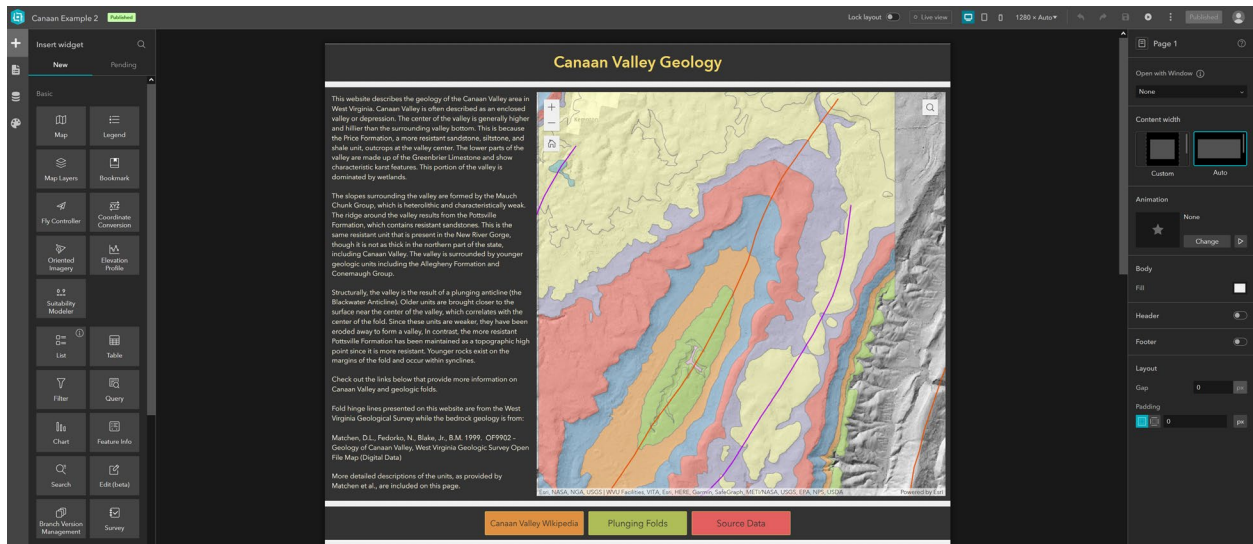 Canaan Example 2
Published
Lock layout
Live view
1280 × Auto
Published
Insert widget
New
Pending
Basic
Map
Legend
Map Layers
Bookmark
Fly Controller
Coordinate
Conversion
Oriented
Imagery
Elevation
Profile
Suitability
Modeler
List
Table
Filter
Query
Chart
Feature Info
Search
Edit (beta)
Branch Version
Management
Survey
Canaan Valley Geology
This website describes the geology of the Canaan Valley area in
West Virginia. Canaan Valley is often described as an enclosed
valley or depression. The center of the valley is generally higher
and hillier than the surrounding valley bottom. This is because
the Price Formation, a more resistant sandstone, siltstone, and
shale unit, outcrops at the valley center. The lower parts of the
valley are made up of the Greenbrier Limestone and show
characteristic karst features. This portion of the valley is
dominated by wetlands.
The slopes surrounding the valley are formed by the Mauch
Chunk Group, which is heterolithic and characteristically weak.
The ridge around the valley results from the Pottsville
Formation, which contains resistant sandstones. This is the
same resistant unit that is present in the New River Gorge,
though it is not as thick in the northern part of the state,
including Canaan Valley. The valley is surrounded by younger
geologic units including the Allegheny Formation and
Conemaugh Group.
Structurally, the valley is the result of a plunging anticline (the
Blackwater Anticline). Older units are brought closer to the
surface near the center of the valley, which correlates with the
center of the fold. Since these units are weaker, they have been
eroded away to form a valley, In contrast, the more resistant
Pottsville Formation has been maintained as a topographic high
point since it is more resistant. Younger rocks exist on the
margins of the fold and occur within synclines.
Check out the links below that provide more information on
Canaan Valley and geologic folds.
Fold hinge lines presented on this website are from the West
Virginia Geological Survey while the bedrock geology is from:
Matchen, D.L., Fedorko, N., Blake, Jr., B.M. 1999. OF9902 –
Geology of Canaan Valley, West Virginia Geologic Survey Open
File Map (Digital Data)
More detailed descriptions of the units, as provided by
Matchen et al., are included on this page.
Esri, NASA, NGA, USGS | WVU Facilities, VITA, Esri, HERE, Garmin, SafeGraph, METI/NASA, USGS, EPA, NPS, USDA
Powered by Esri
Canaan Valley WIkipedia
Plunging Folds
Source Data
Page 1
Open with Window
None
Content width
Custom
Auto
Animation
None
Change
Body
Fill
Header
Footer
Layout
Gap
0
px
Padding
0
px